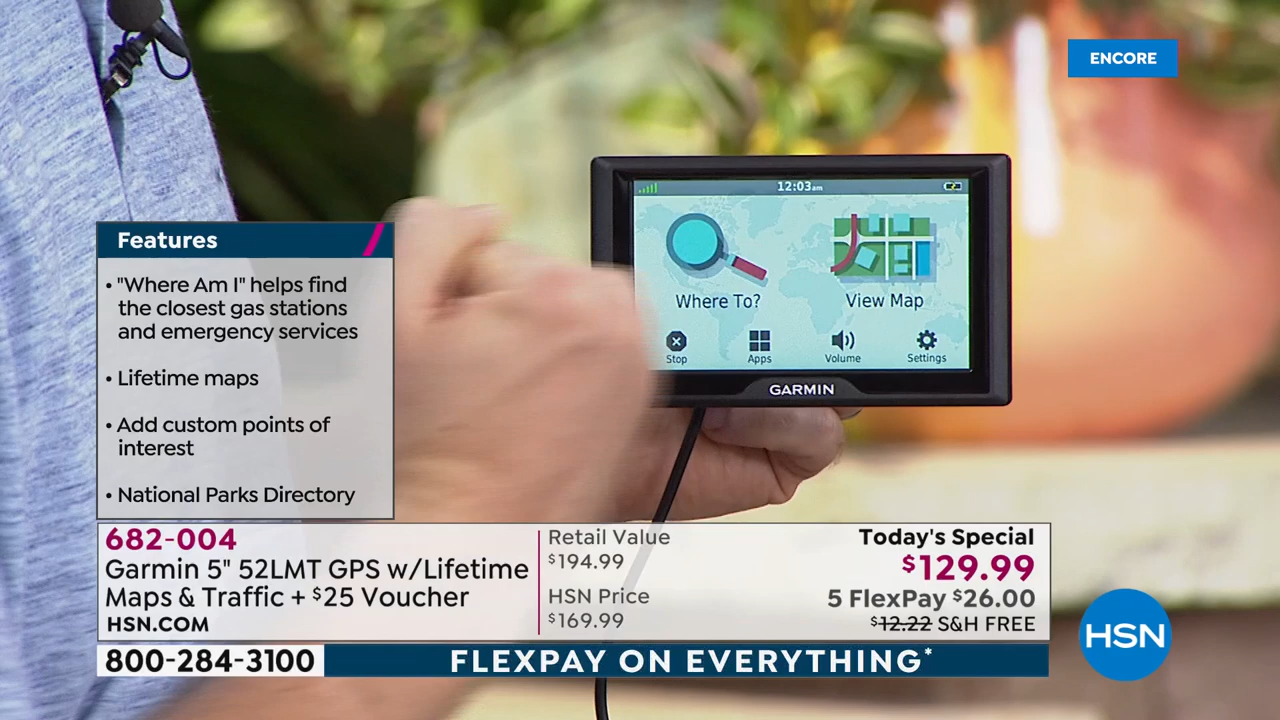 ENCORE
12:03am
Where To?
View Map
Stop
Apps
Volume
Settings
GARMIN
Features
• "Where Am I" helps find
the closest gas stations
and emergency services
• Lifetime maps
• Add custom points of
interest
• National Parks Directory
682-004
Garmin 5" 52LMT GPS w/Lifetime
Maps & Traffic + $25 Voucher
HSN.COM
Retail Value
$194.99
HSN Price
$169.99
Today's Special
$129.99
5 FlexPay $26.00
$12.22 S&H FREE
HSN
800-284-3100
FLEXPAY ON EVERYTHING*